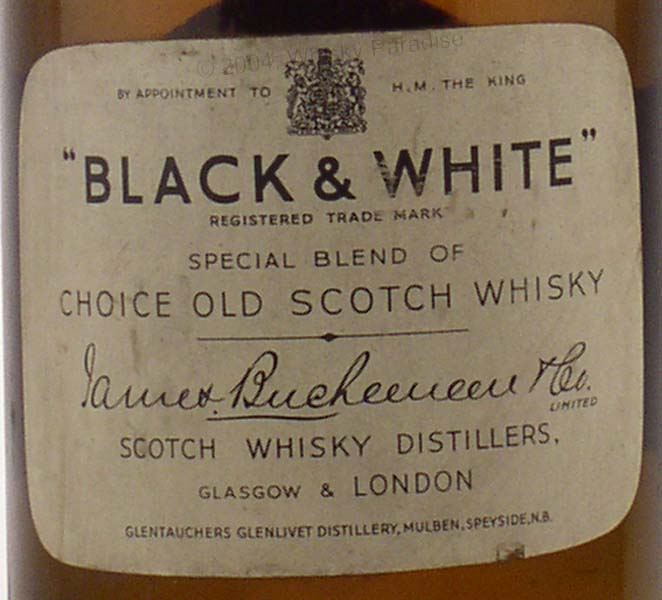 © 2004 Whisky Paradise
BY APPOINTMENT TO H.M. THE KING
"BLACK & WHITE"
REGISTERED TRADE MARK
SPECIAL BLEND OF
CHOICE OLD SCOTCH WHISKY
James Buchanan & Co.
LIMITED
SCOTCH WHISKY DISTILLERS,
GLASGOW & LONDON
GLENTAUCHERS GLENLIVET DISTILLERY, MULBEN, SPEYSIDE, N.B.